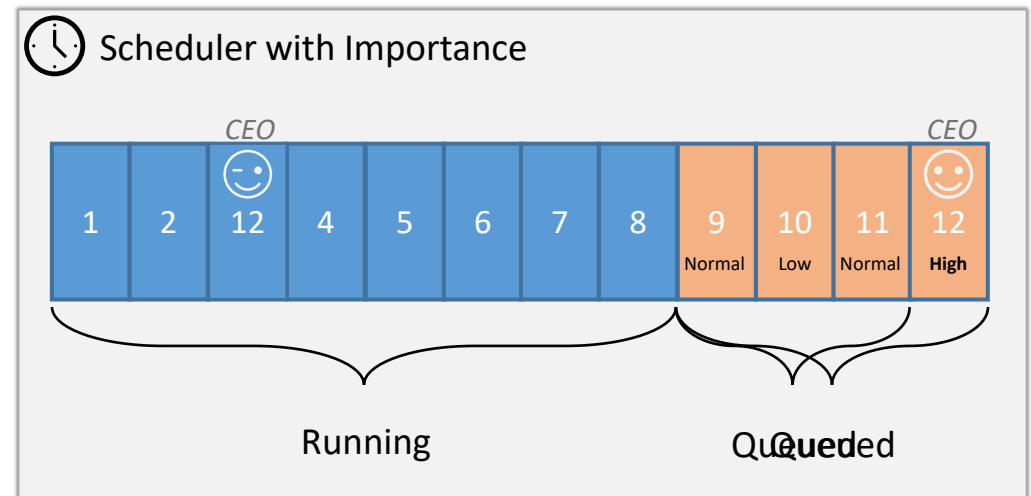 Scheduler with Importance
CEO CEO
1 2 12 4 5 6 7 8 9 10 11 12
Normal Low Normal High
Running Queued Queued